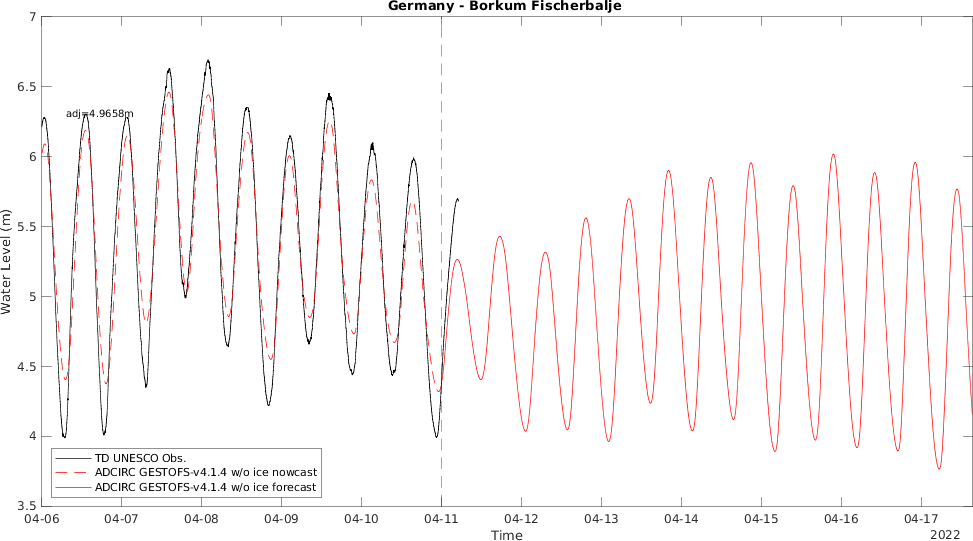 Germany - Borkum Fischerbalje
7
6.5
6
5.5
5
4.5
4
3.5
Water Level (m)
adj=4.9658m
TD UNESCO Obs.
ADCIRC GESTOFS-v4.1.4 w/o ice nowcast
ADCIRC GESTOFS-v4.1.4 w/o ice forecast
04-06 04-07 04-08 04-09 04-10 04-11 04-12 04-13 04-14 04-15 04-16 04-17
Time
2022